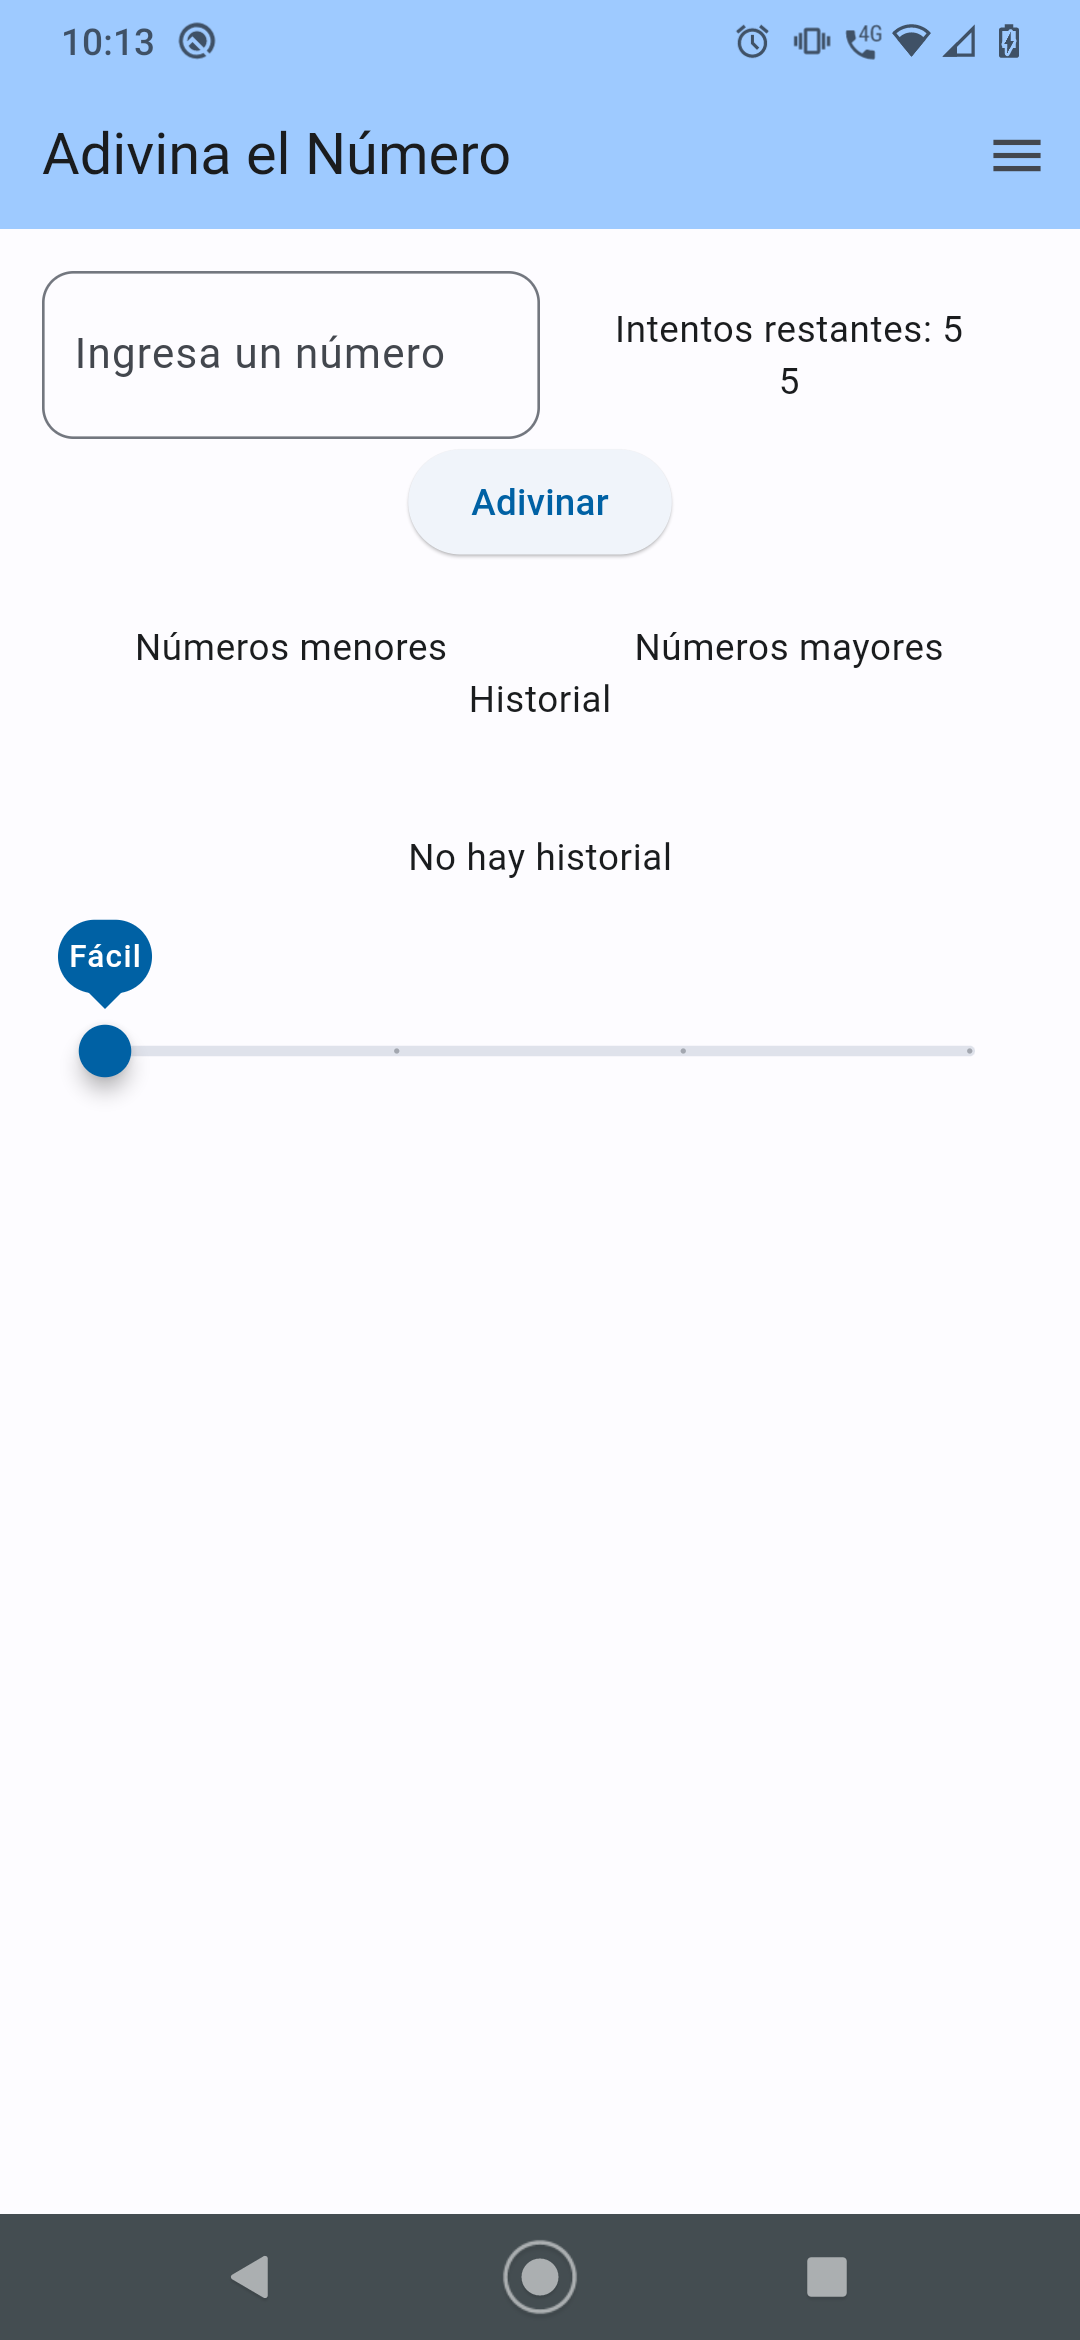 10:13
4G
Adivina el Número
Ingresa un número
Intentos restantes: 5
5
Adivinar
Números menores
Números mayores
Historial
No hay historial
Fácil